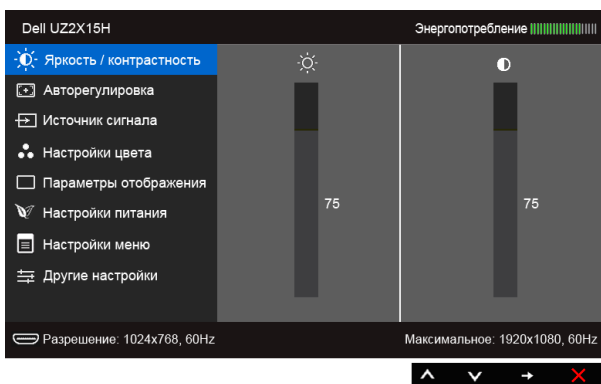 Dell UZ2X15H
Энергопотребление
Яркость / контрастность
Авторегулировка
Источник сигнала
Настройки цвета
Параметры отображения
Настройки питания
Настройки меню
Другие настройки
75
75
Разрешение: 1024x768, 60Hz
Максимальное: 1920x1080, 60Hz